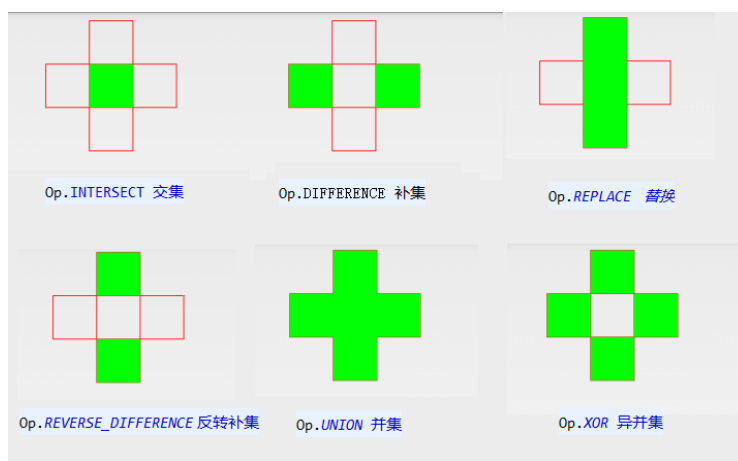 Op.INTERSECT 交集
Op.DIFFERENCE 补集
Op.REPLACE 替换
Op.REVERSE_DIFFERENCE 反转补集
Op.UNION 并集
Op.XOR 异并集